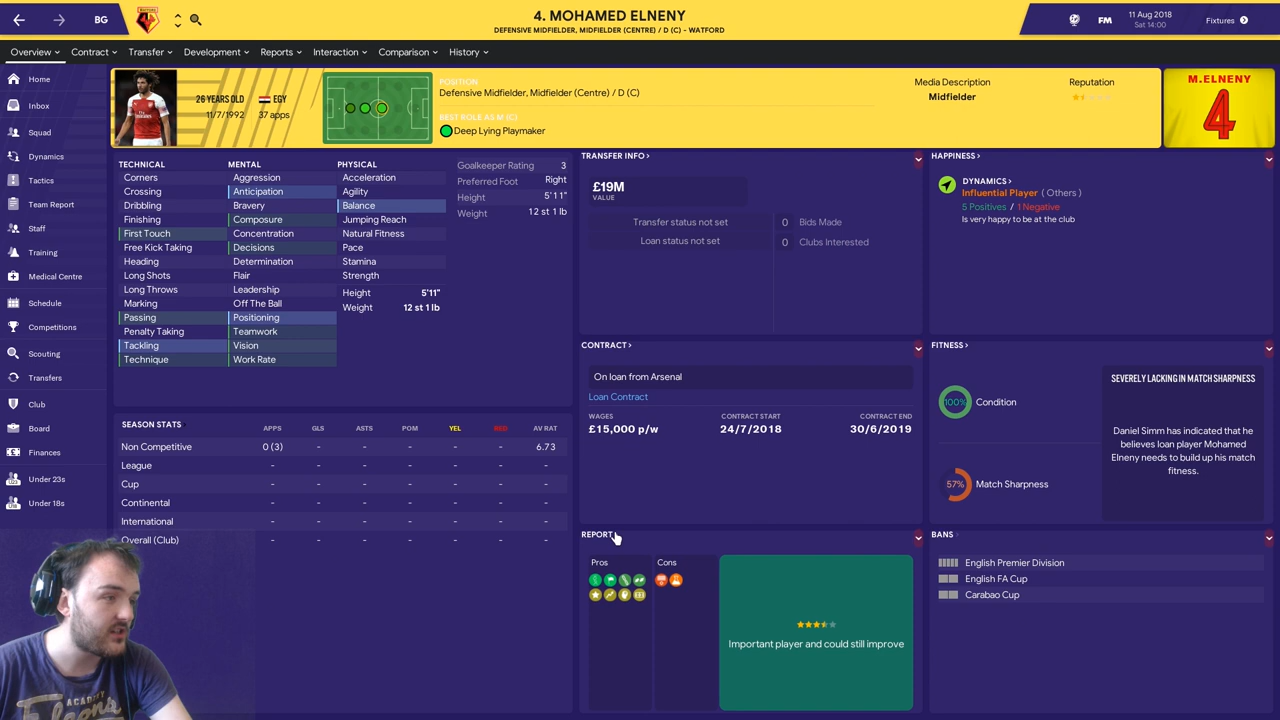 BG
4. MOHAMED ELNENY
DEFENSIVE MIDFIELDER, MIDFIELDER (CENTRE) / D (C) - WATFORD
FM
11 Aug 2018
Sat 14:00
Fixtures
Overview Contract Transfer Development Reports Interaction Comparison History
Home
Inbox
Squad
Dynamics
Tactics
Team Report
Staff
Training
Medical Centre
Schedule
Competitions
Scouting
Transfers
Club
Board
Finances
Under 23s
Under 18s
26 YEARS OLD EGY
11/7/1992 37 apps
POSITION
Defensive Midfielder, Midfielder (Centre) / D (C)
BEST ROLE AS M (C)
Deep Lying Playmaker
Media Description
Midfielder
Reputation
M.ELNENY
4
TECHNICAL
Corners
Crossing
Dribbling
Finishing
First Touch
Free Kick Taking
Heading
Long Shots
Long Throws
Marking
Passing
Penalty Taking
Tackling
Technique
MENTAL
Aggression
Anticipation
Bravery
Composure
Concentration
Decisions
Determination
Flair
Leadership
Off The Ball
Positioning
Teamwork
Vision
Work Rate
PHYSICAL
Acceleration
Agility
Balance
Jumping Reach
Natural Fitness
Pace
Stamina
Strength
Height 5'11"
Weight 12 st 1 lb
Goalkeeper Rating 3
Preferred Foot Right
Height 5'11"
Weight 12 st 1 lb
SEASON STATS APPS GLS ASTS POM YEL RED AV RAT
Non Competitive 0 (3) - - - - - 6.73
League - - - - - - -
Cup - - - - - - -
Continental - - - - - - -
International - - - - - - -
Overall (Club) - - - - - - -
TRANSFER INFO >
£19M
VALUE
Transfer status not set
Loan status not set
0 Bids Made
0 Clubs Interested
CONTRACT >
On loan from Arsenal
Loan Contract
WAGES CONTRACT START CONTRACT END
£15,000 p/w 24/7/2018 30/6/2019
REPORT
Pros Cons
Important player and could still improve
HAPPINESS >
DYNAMICS >
Influential Player ( Others )
5 Positives / 1 Negative
Is very happy to be at the club
FITNESS >
100% Condition
57% Match Sharpness
SEVERELY LACKING IN MATCH SHARPNESS
Daniel Simm has indicated that he
believes loan player Mohamed
Elneny needs to build up his match
fitness.
BANS >
English Premier Division
English FA Cup
Carabao Cup